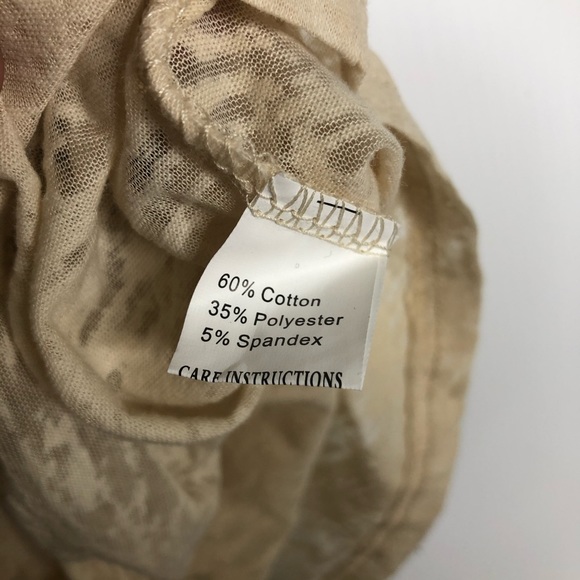 60% Cotton
35% Polyester
5% Spandex
CARE INSTRUCTIONS